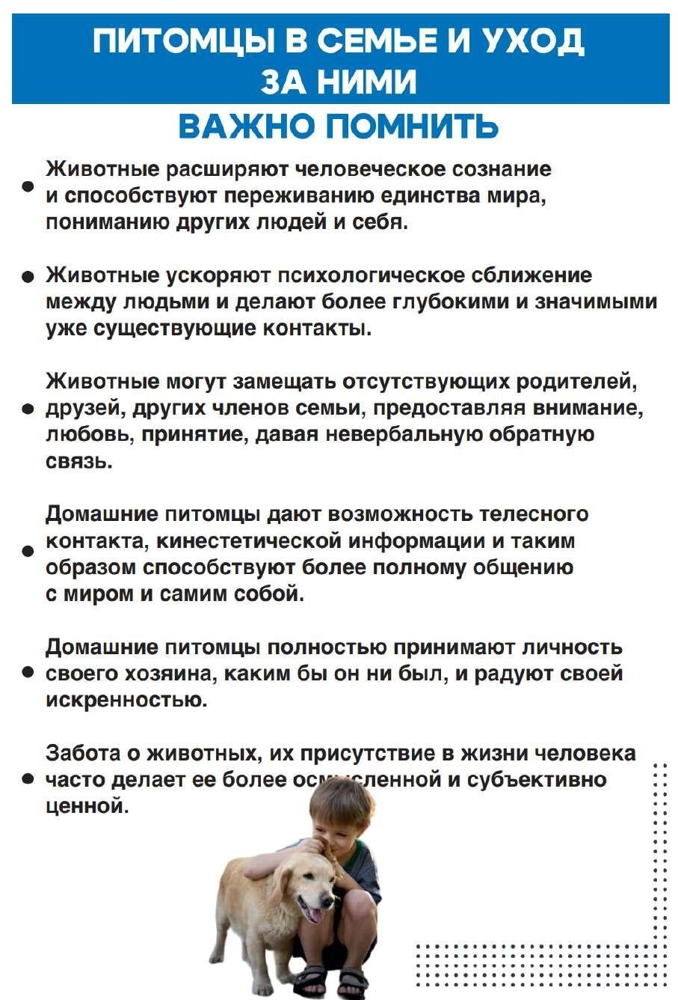 ПИТОМЦЫ В СЕМЬЕ И УХОД
ЗА НИМИ
ВАЖНО ПОМНИТЬ
Животные расширяют человеческое сознание
и способствуют переживанию единства мира,
пониманию других людей и себя.
Животные ускоряют психологическое сближение
между людьми и делают более глубокими и значимыми
уже существующие контакты.
Животные могут замещать отсутствующих родителей,
друзей, других членов семьи, предоставляя внимание,
любовь, принятие, давая невербальную обратную
связь.
Домашние питомцы дают возможность телесного
контакта, кинестетической информации и таким
образом способствуют более полному общению
с миром и самим собой.
Домашние питомцы полностью принимают личность
своего хозяина, каким бы он ни был, и радуют своей
искренностью.
Забота о животных, их присутствие в жизни человека
часто делает ее более осмысленной и субъективно
ценной.